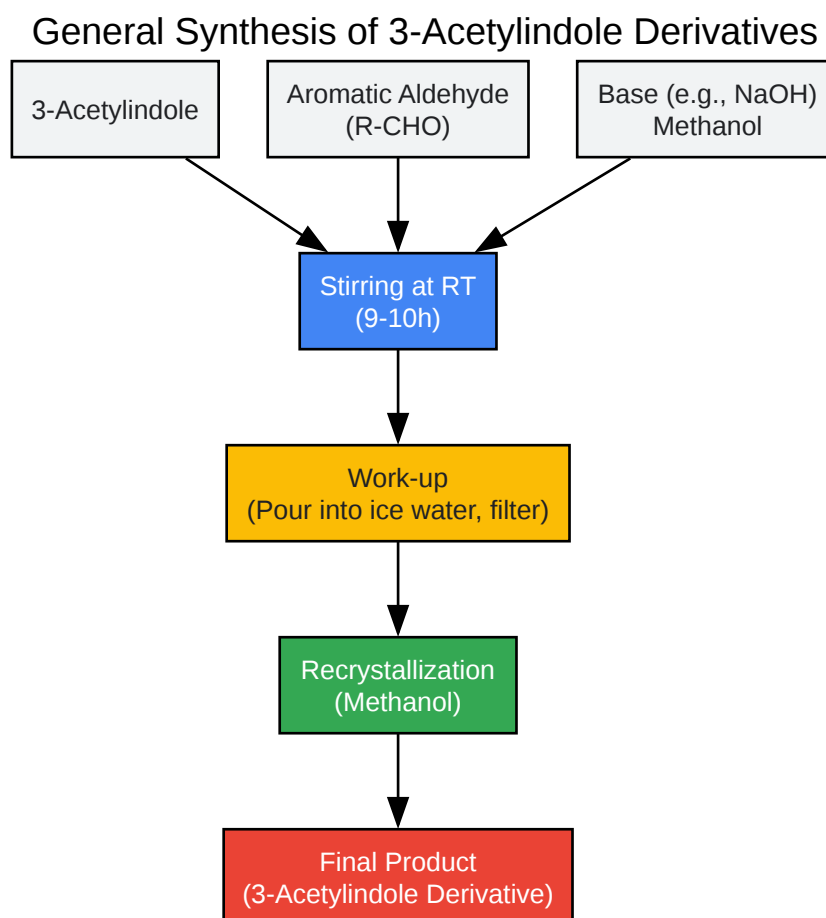 General Synthesis of 3-Acetylindole Derivatives
3-Acetylindole
Aromatic Aldehyde
(R-CHO)
Base (e.g., NaOH)
Methanol
Stirring at RT
(9-10h)
Work-up
(Pour into ice water, filter)
Recrystallization
(Methanol)
Final Product
(3-Acetylindole Derivative)